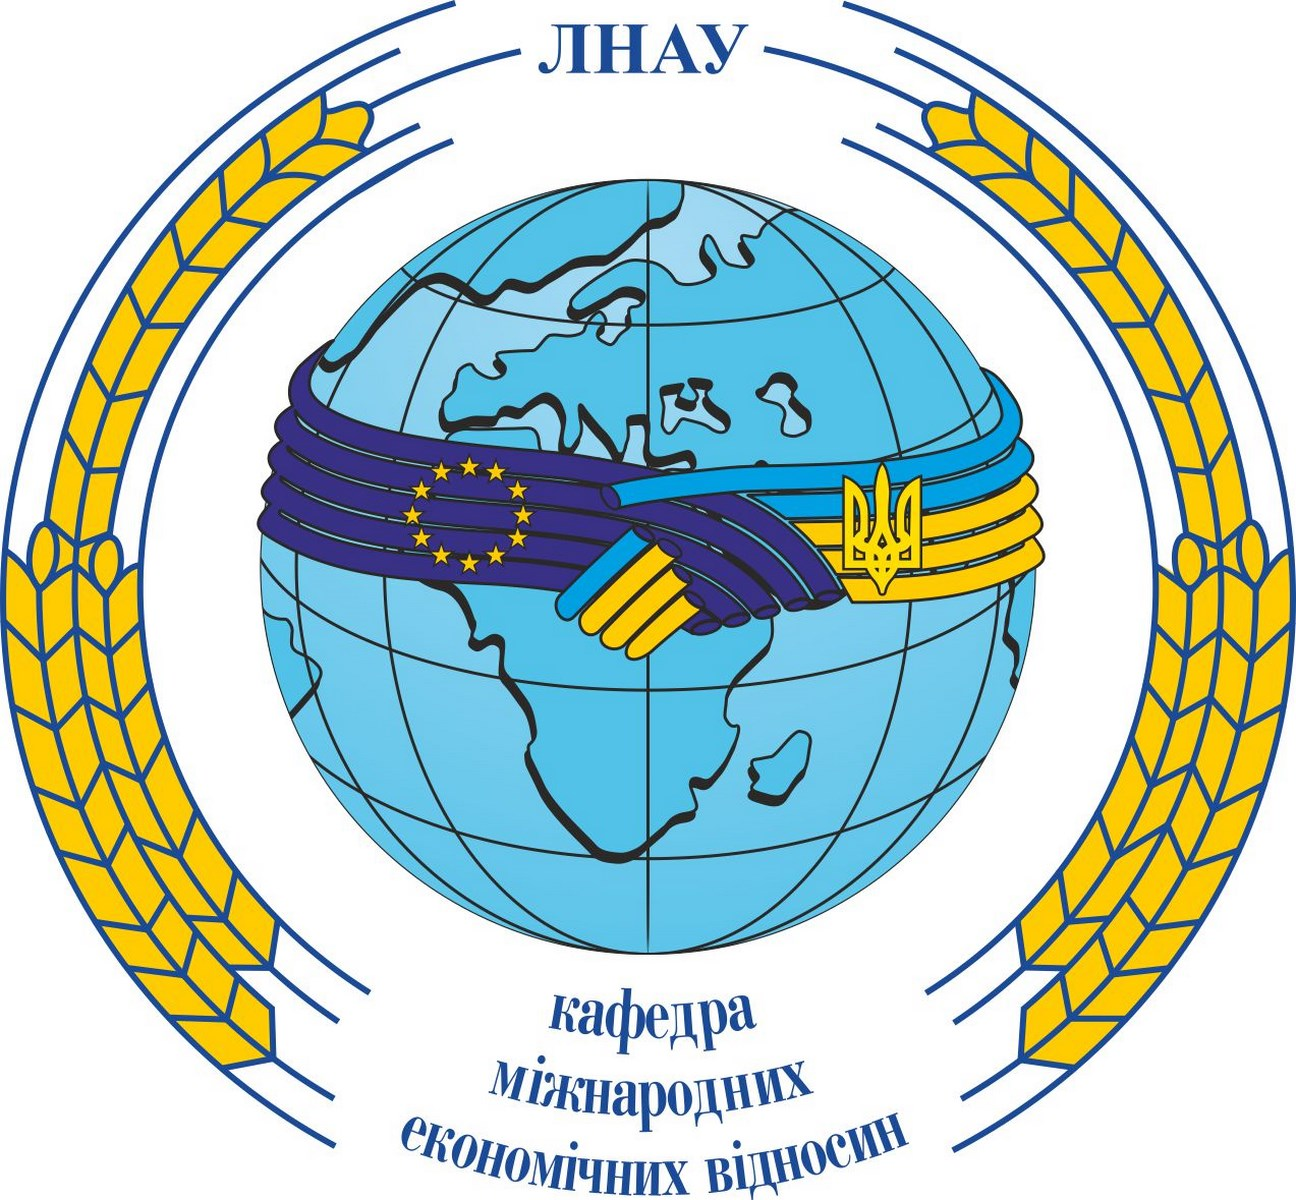 ЛНАУ
кафедра
міжнародних
економічних відносин